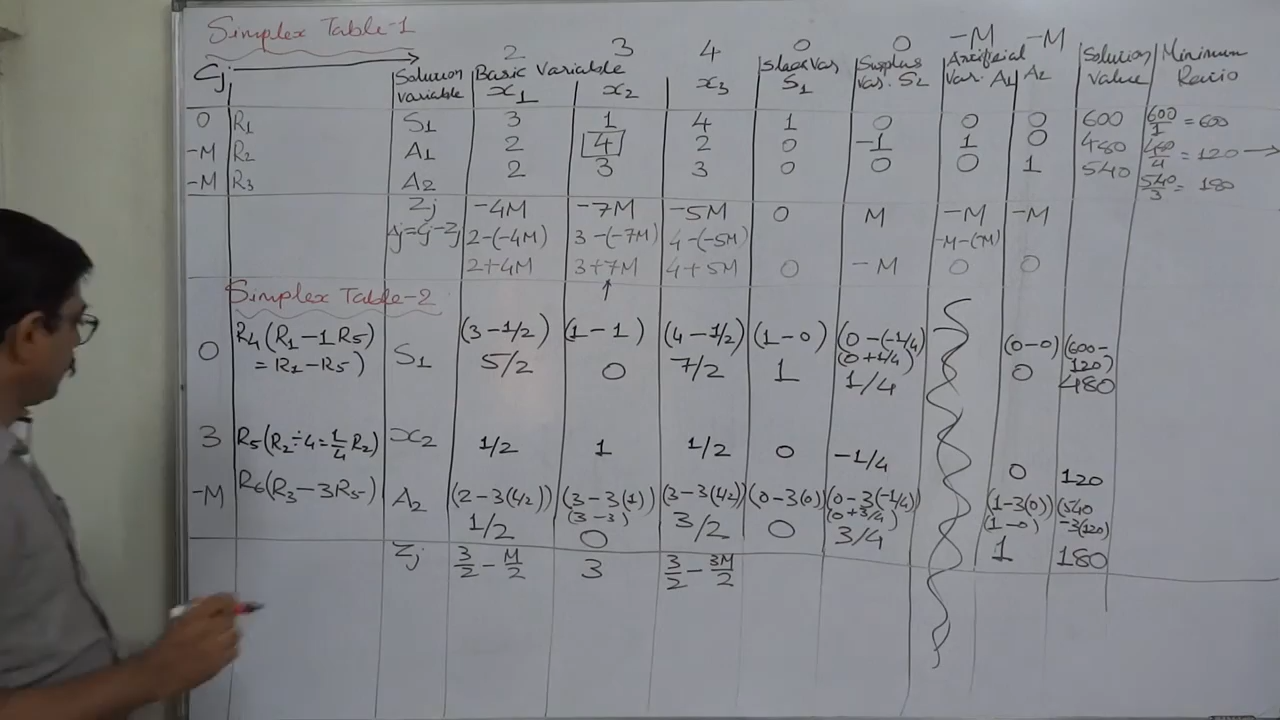 Simplex Table-1
2 3 4 0 0 -M -M
Cj Solution variable Basic Variable x1 x2 x3 Slack Var S1 Surplus Var. S2 Artificial Var. A1 A2 Solution Value Minimum Racio
0 R1 S1 3 1 4 1 0 0 0 600 600/1 = 600
-M R2 A1 2 4 2 0 -1 1 0 480 480/4 = 120 →
-M R3 A2 2 3 3 0 0 0 1 540 540/3 = 180
Zj -4M -7M -5M 0 M -M -M
Δj=Cj-Zj 2-(-4M) 3-(-7M) 4-(-5M) -M-(-M)
2+4M 3+7M 4+5M 0 -M 0 0
↑
Simplex Table-2
0 R4(R1-1R5) S1 (3-1/2) (1-1) (4-1/2) (1-0) (0-(-1/4) (0-0) (600-
= R1-R5) (0+1/4) 120)
5/2 0 7/2 1 1/4 0 480
3 R5(R2÷4=1/4 R2) x2 1/2 1 1/2 0 -1/4 0 120
-M R6(R3-3R5) A2 (2-3(1/2)) (3-3(1)) (3-3(1/2) (0-3(0) (0-3(-1/4) (1-3(0)) (540
(3-3) (0+3/4) (1-0) -3(120)
1/2 0 3/2 0 3/4 1 180
Zj 3/2 - M/2 3 3/2 - 3M/2